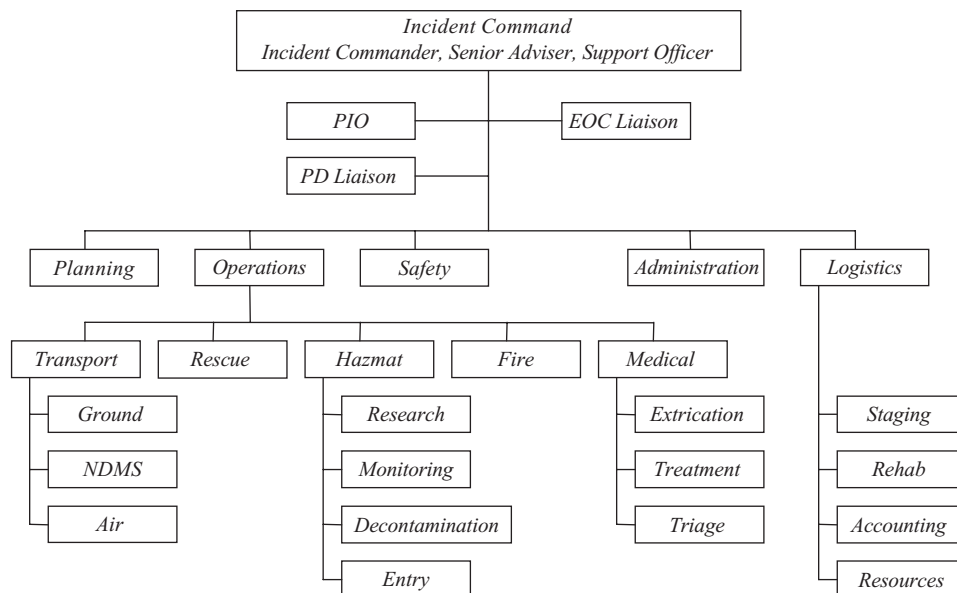 Incident Command
Incident Commander, Senior Adviser, Support Officer
PIO
EOC Liaison
PD Liaison
Planning
Operations
Safety
Administration
Logistics
Transport
Rescue
Hazmat
Fire
Medical
Ground
Research
Extrication
Staging
NDMS
Monitoring
Treatment
Rehab
Air
Decontamination
Triage
Accounting
Entry
Resources